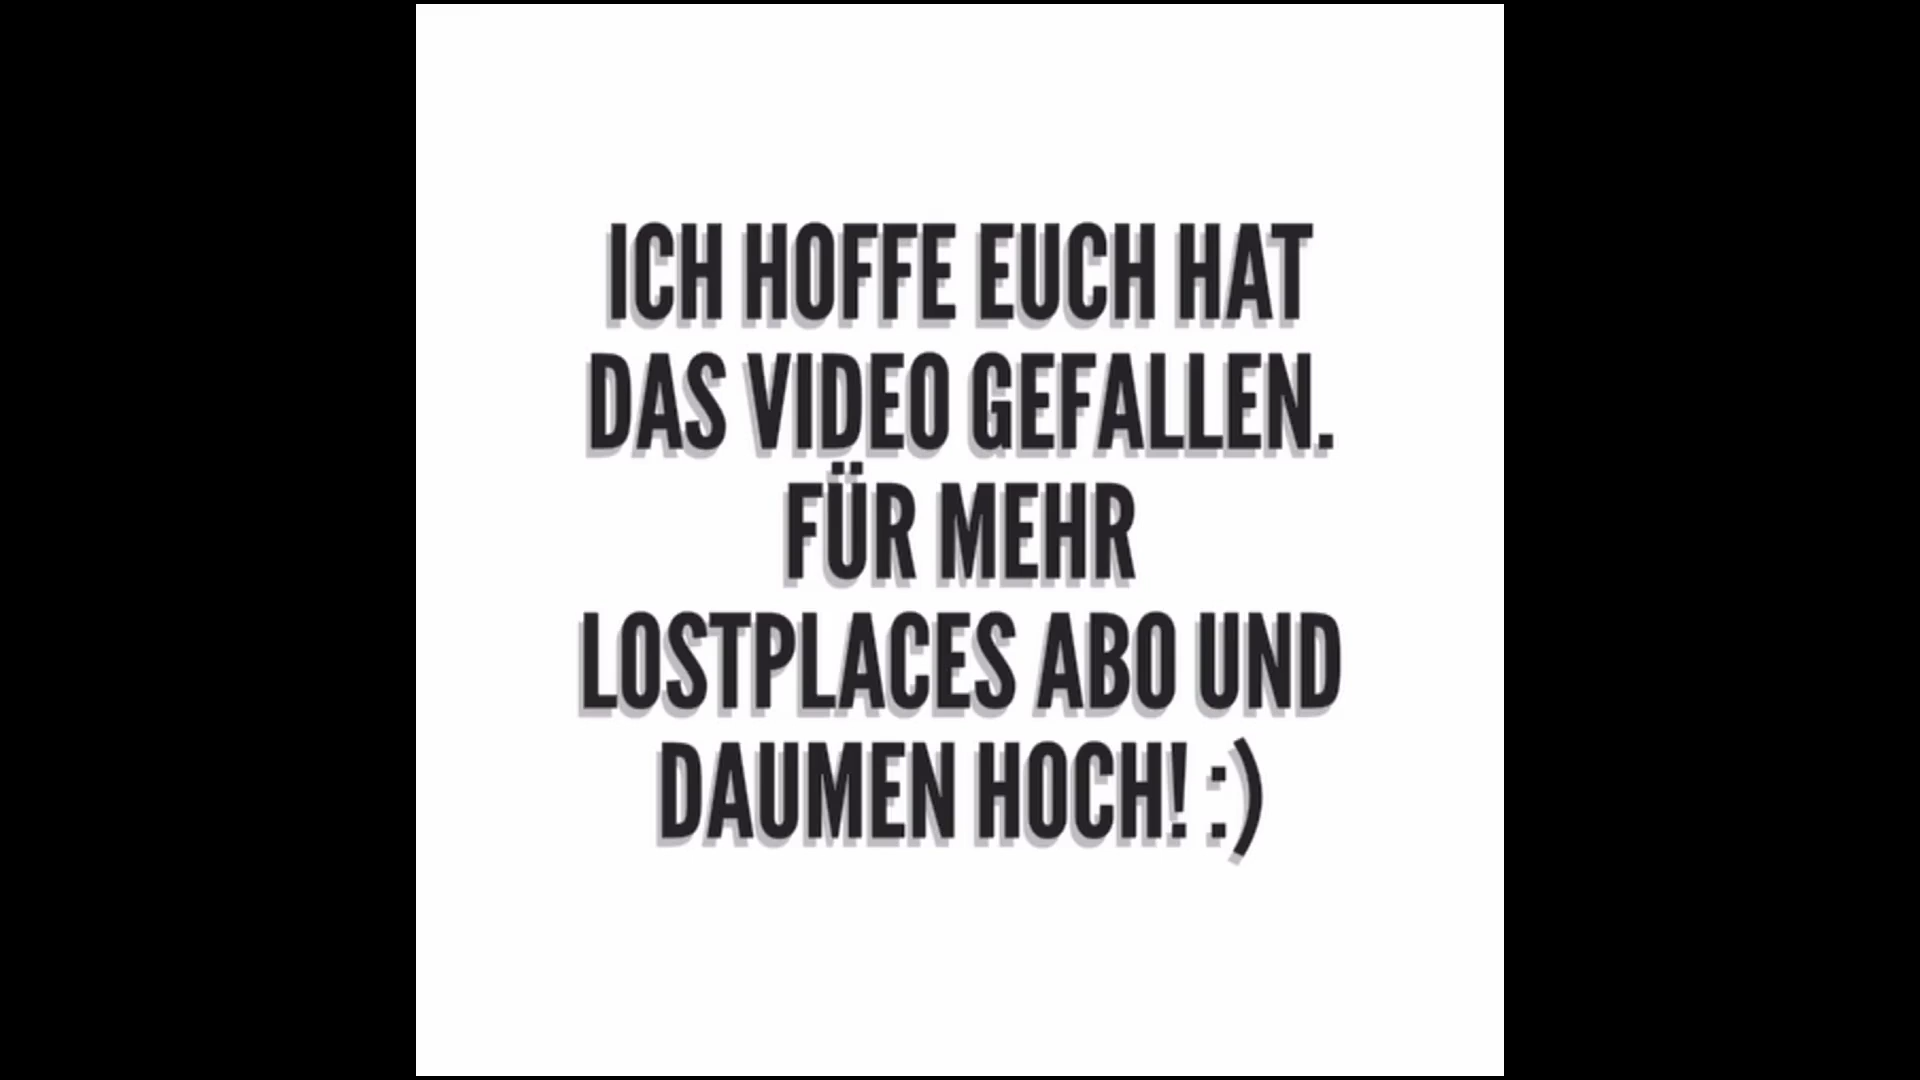 ICH HOFFE EUCH HAT
DAS VIDEO GEFALLEN.
FÜR MEHR
LOSTPLACES ABO UND
DAUMEN HOCH! :)